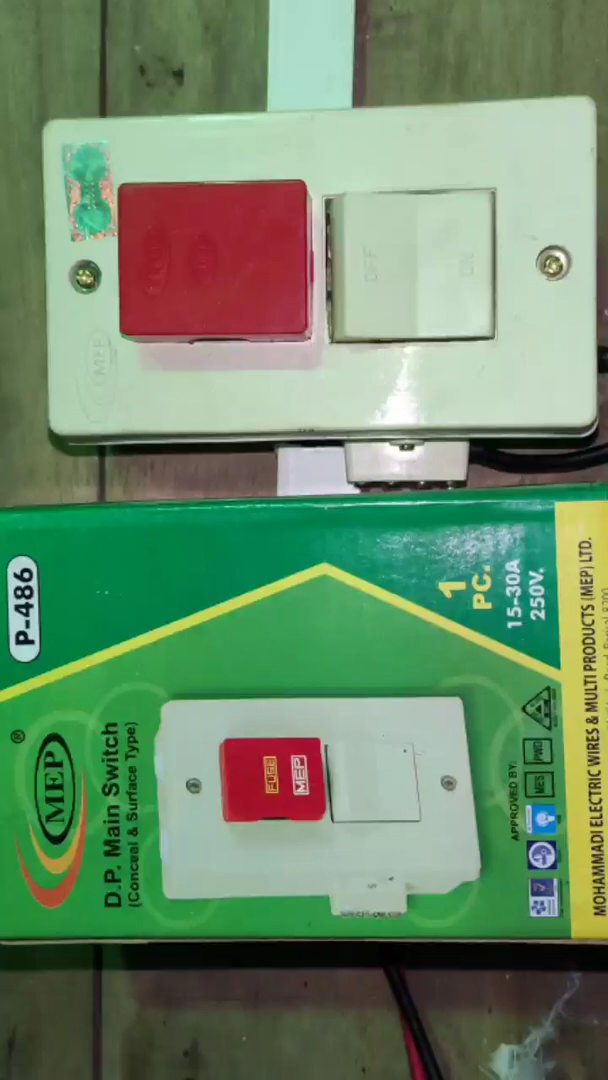 OFF
ON
MEP
P-486
1
PC.
15-30A
250V.
MEP
®
D.P. Main Switch
(Conceal & Surface Type)
FUSE
MEP
APPROVED BY:
MES
PWD
MOHAMMADI ELECTRIC WIRES & MULTI PRODUCTS (MEP) LTD.